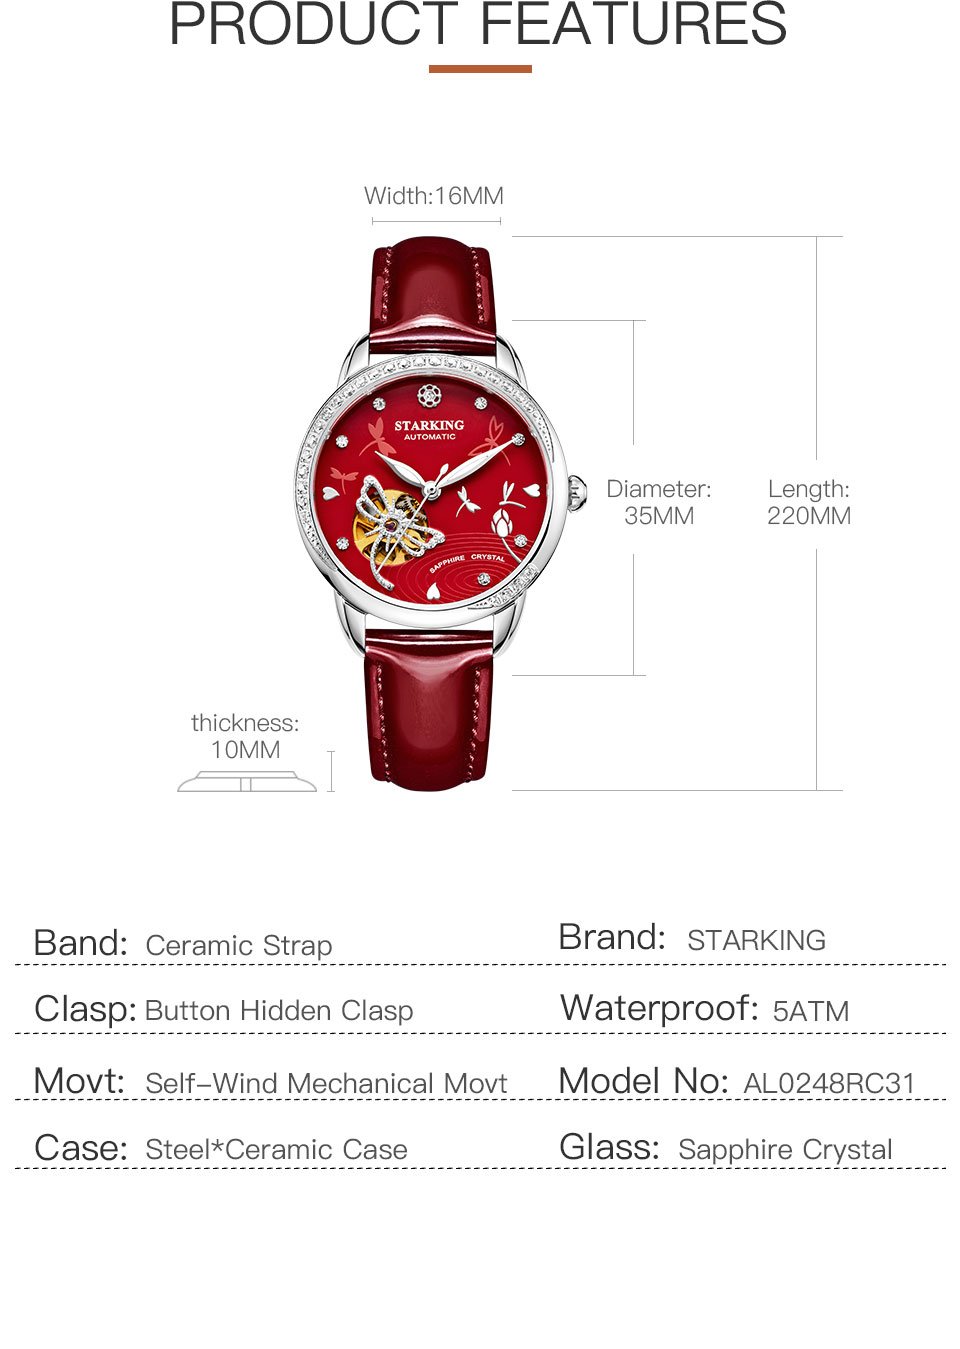 PRODUCT FEATURES
Width:16MM
STARKING
AUTOMATIC
SAPPHIRE CRYSTAL
Diameter:
35MM
Length:
220MM
thickness:
10MM
Band: Ceramic Strap
Brand: STARKING
Clasp: Button Hidden Clasp
Waterproof: 5ATM
Movt: Self-Wind Mechanical Movt
Model No: AL0248RC31
Case: Steel*Ceramic Case
Glass: Sapphire Crystal